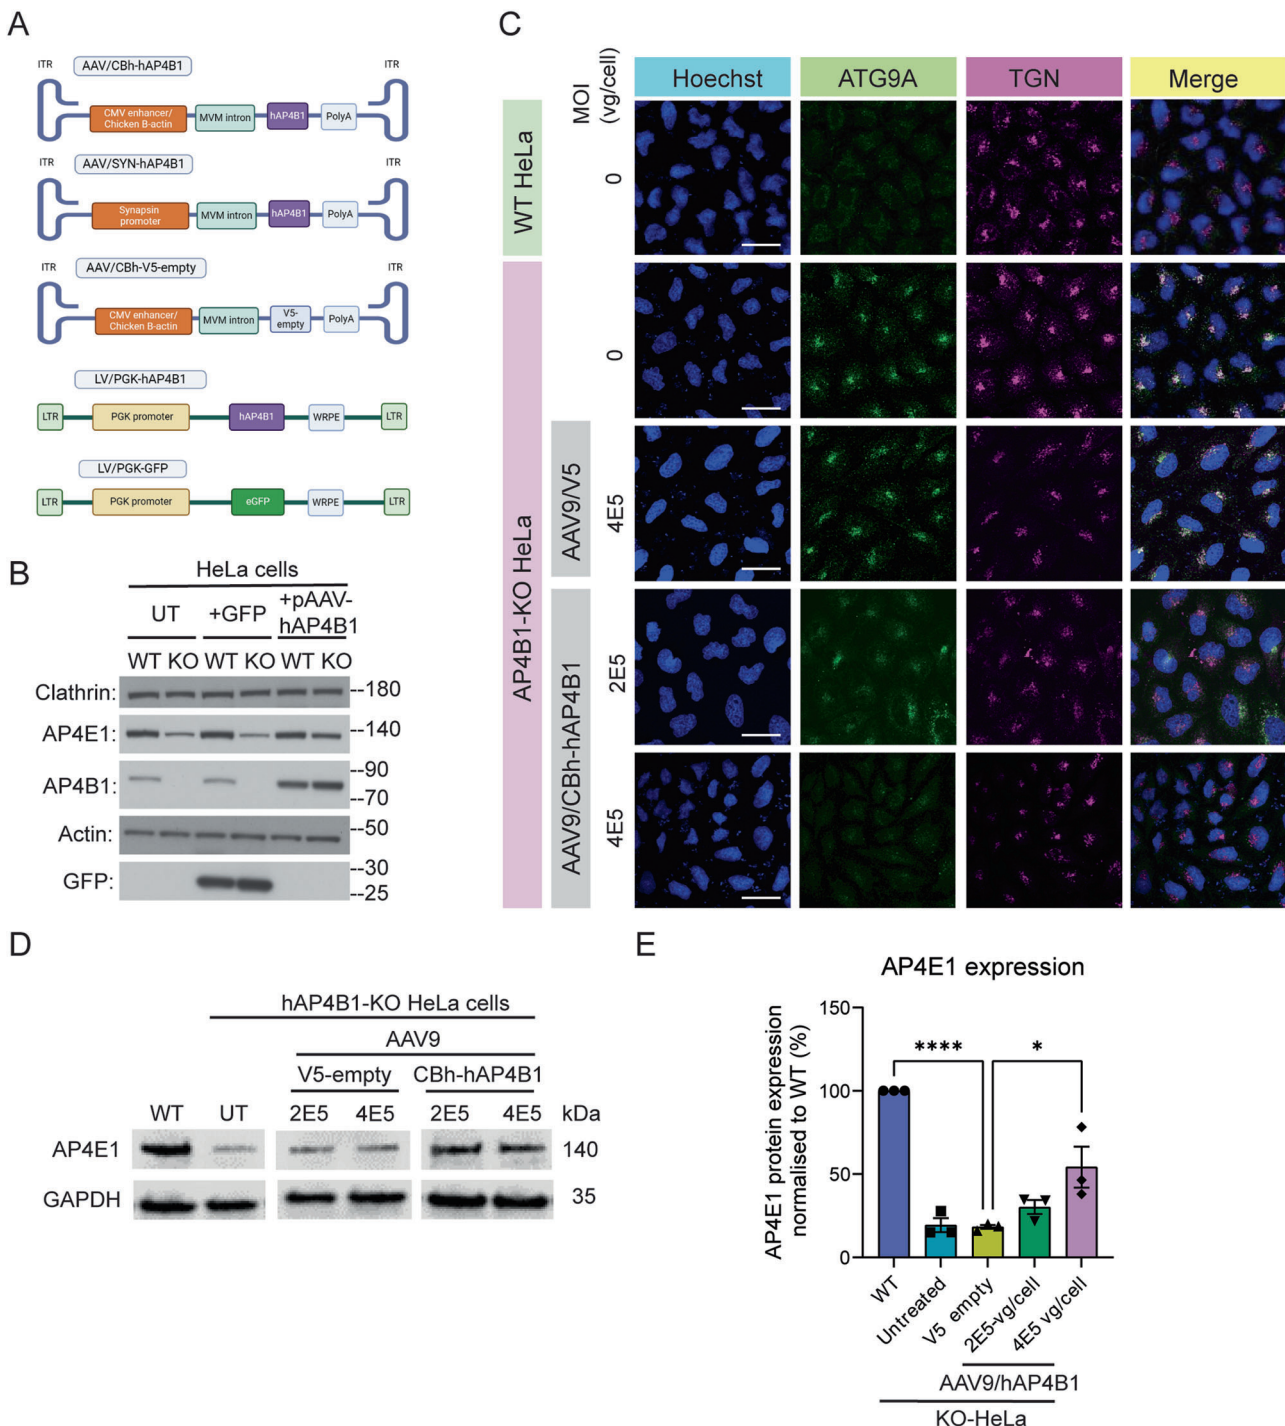 A
ITR
AAV/CBh-hAP4B1
ITR
CMV enhancer/
Chicken B-actin
MVM intron
hAP4B1
PolyA
ITR
AAV/SYN-hAP4B1
ITR
Synapsin
promoter
MVM intron
hAP4B1
PolyA
ITR
AAV/CBh-V5-empty
ITR
CMV enhancer/
Chicken B-actin
MVM intron
V5-
empty
PolyA
LV/PGK-hAP4B1
LTR
PGK promoter
hAP4B1
WRPE
LTR
LV/PGK-GFP
LTR
PGK promoter
eGFP
WRPE
LTR
B
HeLa cells
UT
+GFP
+pAAV-
hAP4B1
WT KO WT KO WT KO
Clathrin:
--180
AP4E1:
--140
AP4B1:
--90
--70
Actin:
--50
GFP:
--30
--25
C
MOI
(vg/cell)
Hoechst
ATG9A
TGN
Merge
WT HeLa
0
AP4B1-KO HeLa
0
AAV9/V5
4E5
AAV9/CBh-hAP4B1
2E5
4E5
D
hAP4B1-KO HeLa cells
AAV9
V5-empty
CBh-hAP4B1
WT
UT
2E5
4E5
2E5
4E5
kDa
AP4E1
140
GAPDH
35
E
AP4E1 expression
AP4E1 protein expression
normalised to WT (%)
150
100
50
0
****
*
WT
Untreated
V5 empty
2E5-vg/cell
4E5 vg/cell
AAV9/hAP4B1
KO-HeLa